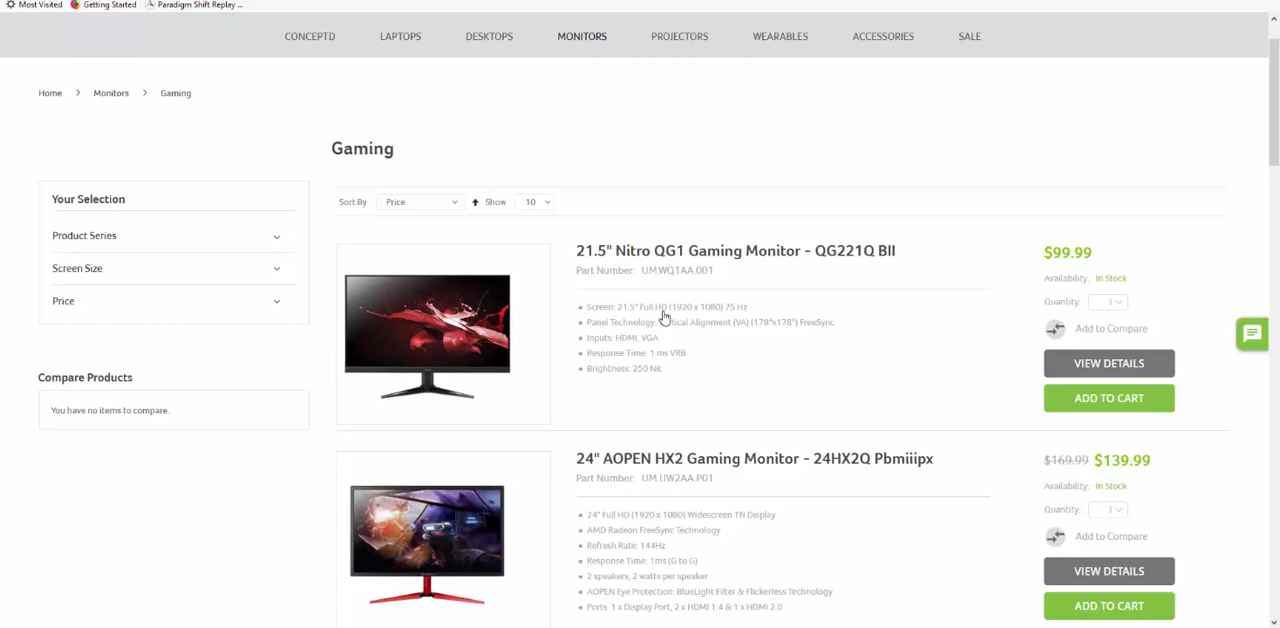 Most Visited Getting Started Paradigm Shift Replay ...
CONCEPTD LAPTOPS DESKTOPS MONITORS PROJECTORS WEARABLES ACCESSORIES SALE
Home > Monitors > Gaming
Gaming
Your Selection
Product Series
Screen Size
Price
Compare Products
You have no items to compare.
Sort By Price Show 10
21.5" Nitro QG1 Gaming Monitor - QG221Q BII
Part Number: UM.WQ1AA.001
Screen: 21.5" Full HD (1920 x 1080) 75 Hz
Panel Technology: tical Alignment (VA) (178°x178°) FreeSync
Inputs: HDMI, VGA
Response Time: 1 ms VRB
Brightness: 250 Nit
$99.99
Availability: In Stock
Quantity: 1
Add to Compare
VIEW DETAILS
ADD TO CART
24" AOPEN HX2 Gaming Monitor - 24HX2Q Pbmiiipx
Part Number: UM.UW2AA.P01
24" Full HD (1920 x 1080) Widescreen TN Display
AMD Radeon FreeSync Technology
Refresh Rate: 144Hz
Response Time: 1ms (G to G)
2 speakers, 2 watts per speaker
AOPEN Eye Protection: BlueLight Filter & Flickerless Technology
Ports: 1 x Display Port, 2 x HDMI 1.4 & 1 x HDMI 2.0
$169.99 $139.99
Availability: In Stock
Quantity: 1
Add to Compare
VIEW DETAILS
ADD TO CART